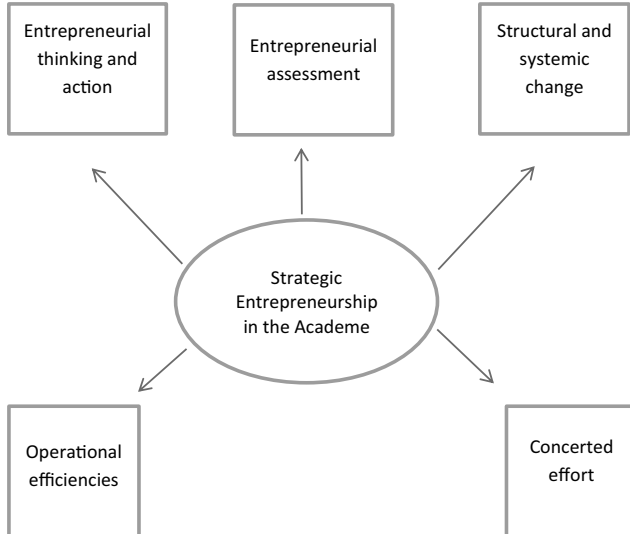 Entrepreneurial
thinking and
action
Entrepreneurial
assessment
Structural and
systemic
change
Strategic
Entrepreneurship
in the Academe
Operational
efficiencies
Concerted
effort